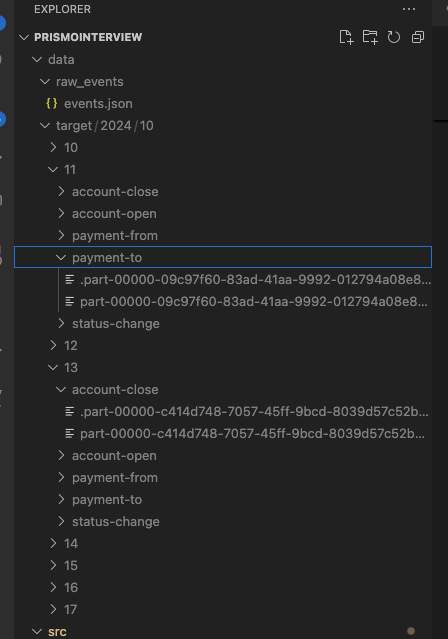 EXPLORER
PRISMOINTERVIEW
data
raw_events
{} events.json
target/2024/10
10
11
account-close
account-open
payment-from
payment-to
.part-00000-09c97f60-83ad-41aa-9992-012794a08e8...
part-00000-09c97f60-83ad-41aa-9992-012794a08e8...
status-change
12
13
account-close
.part-00000-c414d748-7057-45ff-9bcd-8039d57c52b...
part-00000-c414d748-7057-45ff-9bcd-8039d57c52b...
account-open
payment-from
payment-to
status-change
14
15
16
17
src